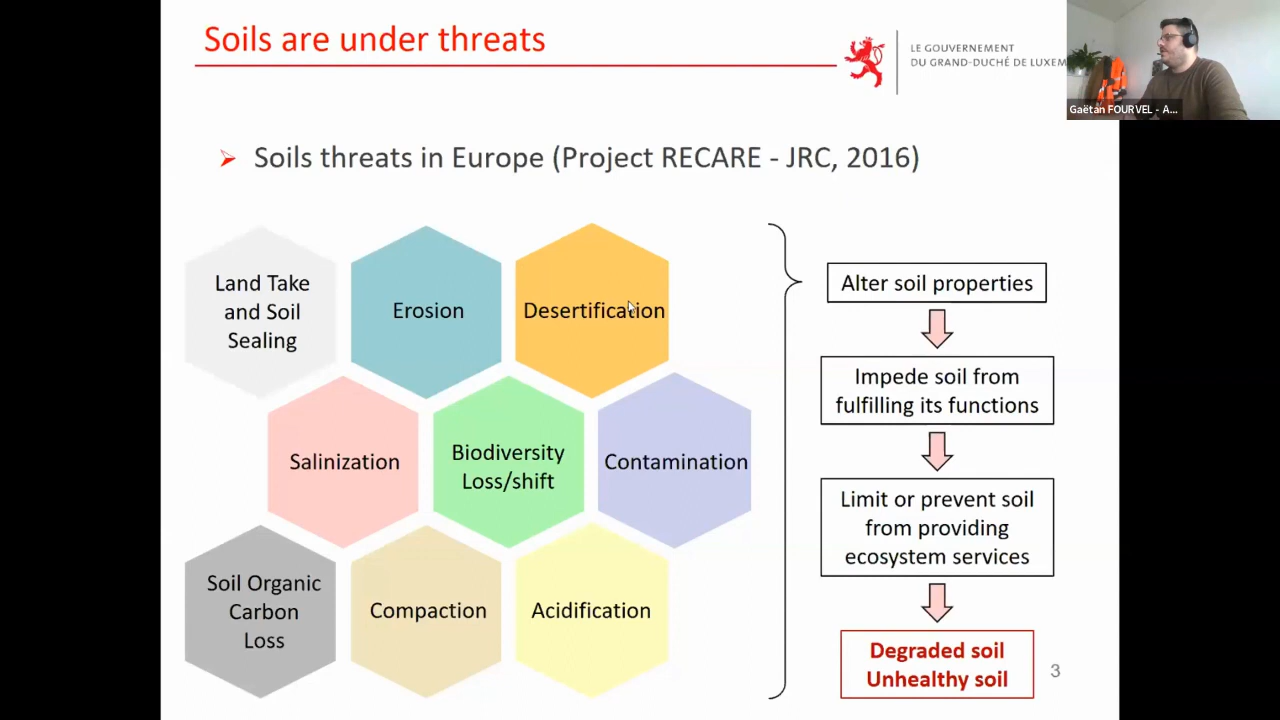 Soils are under threats
LE GOUVERNEMENT
DU GRAND-DUCHÉ DE LUXEM
Gaëtan FOURVEL - A...
Soils threats in Europe (Project RECARE - JRC, 2016)
Land Take
and Soil
Sealing
Erosion
Desertification
Salinization
Biodiversity
Loss/shift
Contamination
Soil Organic
Carbon
Loss
Compaction
Acidification
Alter soil properties
Impede soil from
fulfilling its functions
Limit or prevent soil
from providing
ecosystem services
Degraded soil
Unhealthy soil
3